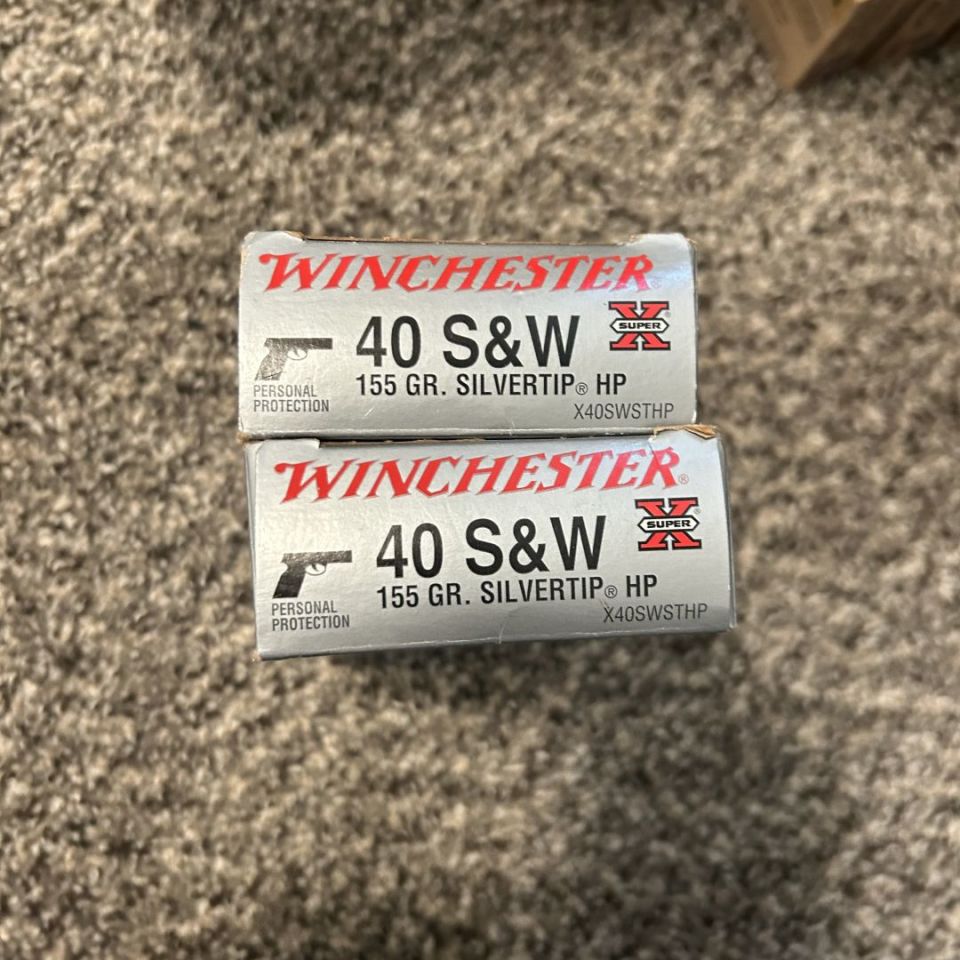 WINCHESTER®
SUPER X
40 S&W
155 GR. SILVERTIP® HP
PERSONAL
PROTECTION
X40SWSTHP
WINCHESTER®
SUPER X
40 S&W
155 GR. SILVERTIP® HP
PERSONAL
PROTECTION
X40SWSTHP